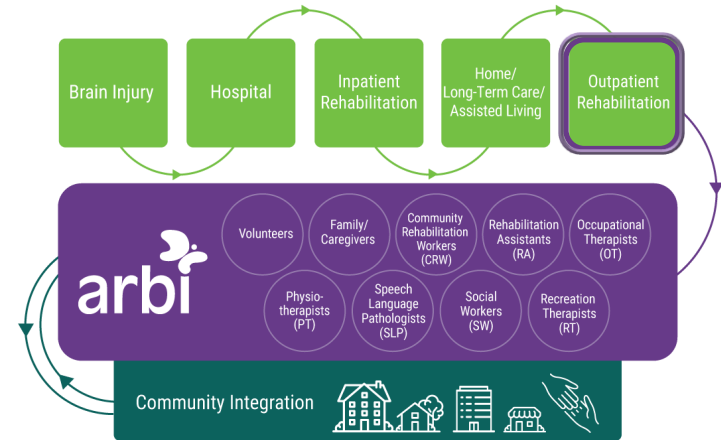 Brain Injury
Hospital
Inpatient
Rehabilitation
Home/
Long-Term Care/
Assisted Living
Outpatient
Rehabilitation
arbi
Volunteers
Family/
Caregivers
Community
Rehabilitation
Workers
(CRW)
Rehabilitation
Assistants
(RA)
Occupational
Therapists
(OT)
Physio-
therapists
(PT)
Speech
Language
Pathologists
(SLP)
Social
Workers
(SW)
Recreation
Therapists
(RT)
Community Integration